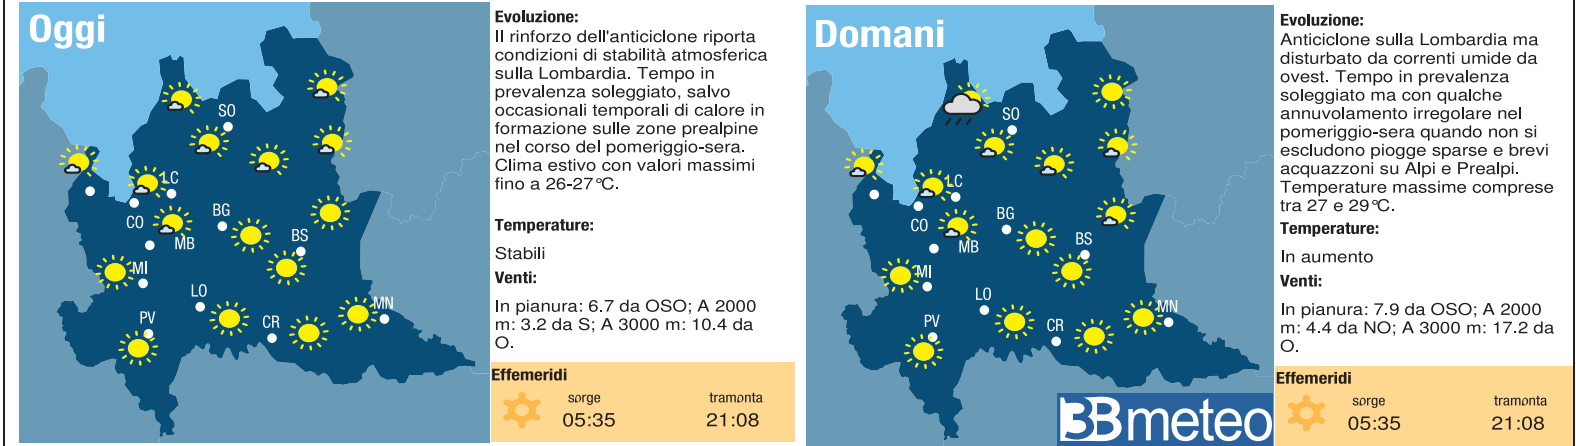 Oggi
SO
LC
CO
BG
MB
BS
MI
LO
MN
PV
CR
Evoluzione:
Il rinforzo dell'anticiclone riporta
condizioni di stabilità atmosferica
sulla Lombardia. Tempo in
prevalenza soleggiato, salvo
occasionali temporali di calore in
formazione sulle zone prealpine
nel corso del pomeriggio-sera.
Clima estivo con valori massimi
fino a 26-27°C.
Temperature:
Stabili
Venti:
In pianura: 6.7 da OSO; A 2000
m: 3.2 da S; A 3000 m: 10.4 da
O.
Effemeridi
sorge tramonta
05:35 21:08
Domani
SO
LC
CO
BG
MB
BS
MI
LO
MN
PV
CR
3Bmeteo
Evoluzione:
Anticiclone sulla Lombardia ma
disturbato da correnti umide da
ovest. Tempo in prevalenza
soleggiato ma con qualche
annuvolamento irregolare nel
pomeriggio-sera quando non si
escludono piogge sparse e brevi
acquazzoni su Alpi e Prealpi.
Temperature massime comprese
tra 27 e 29°C.
Temperature:
In aumento
Venti:
In pianura: 7.9 da OSO; A 2000
m: 4.4 da NO; A 3000 m: 17.2 da
O.
Effemeridi
sorge tramonta
05:35 21:08